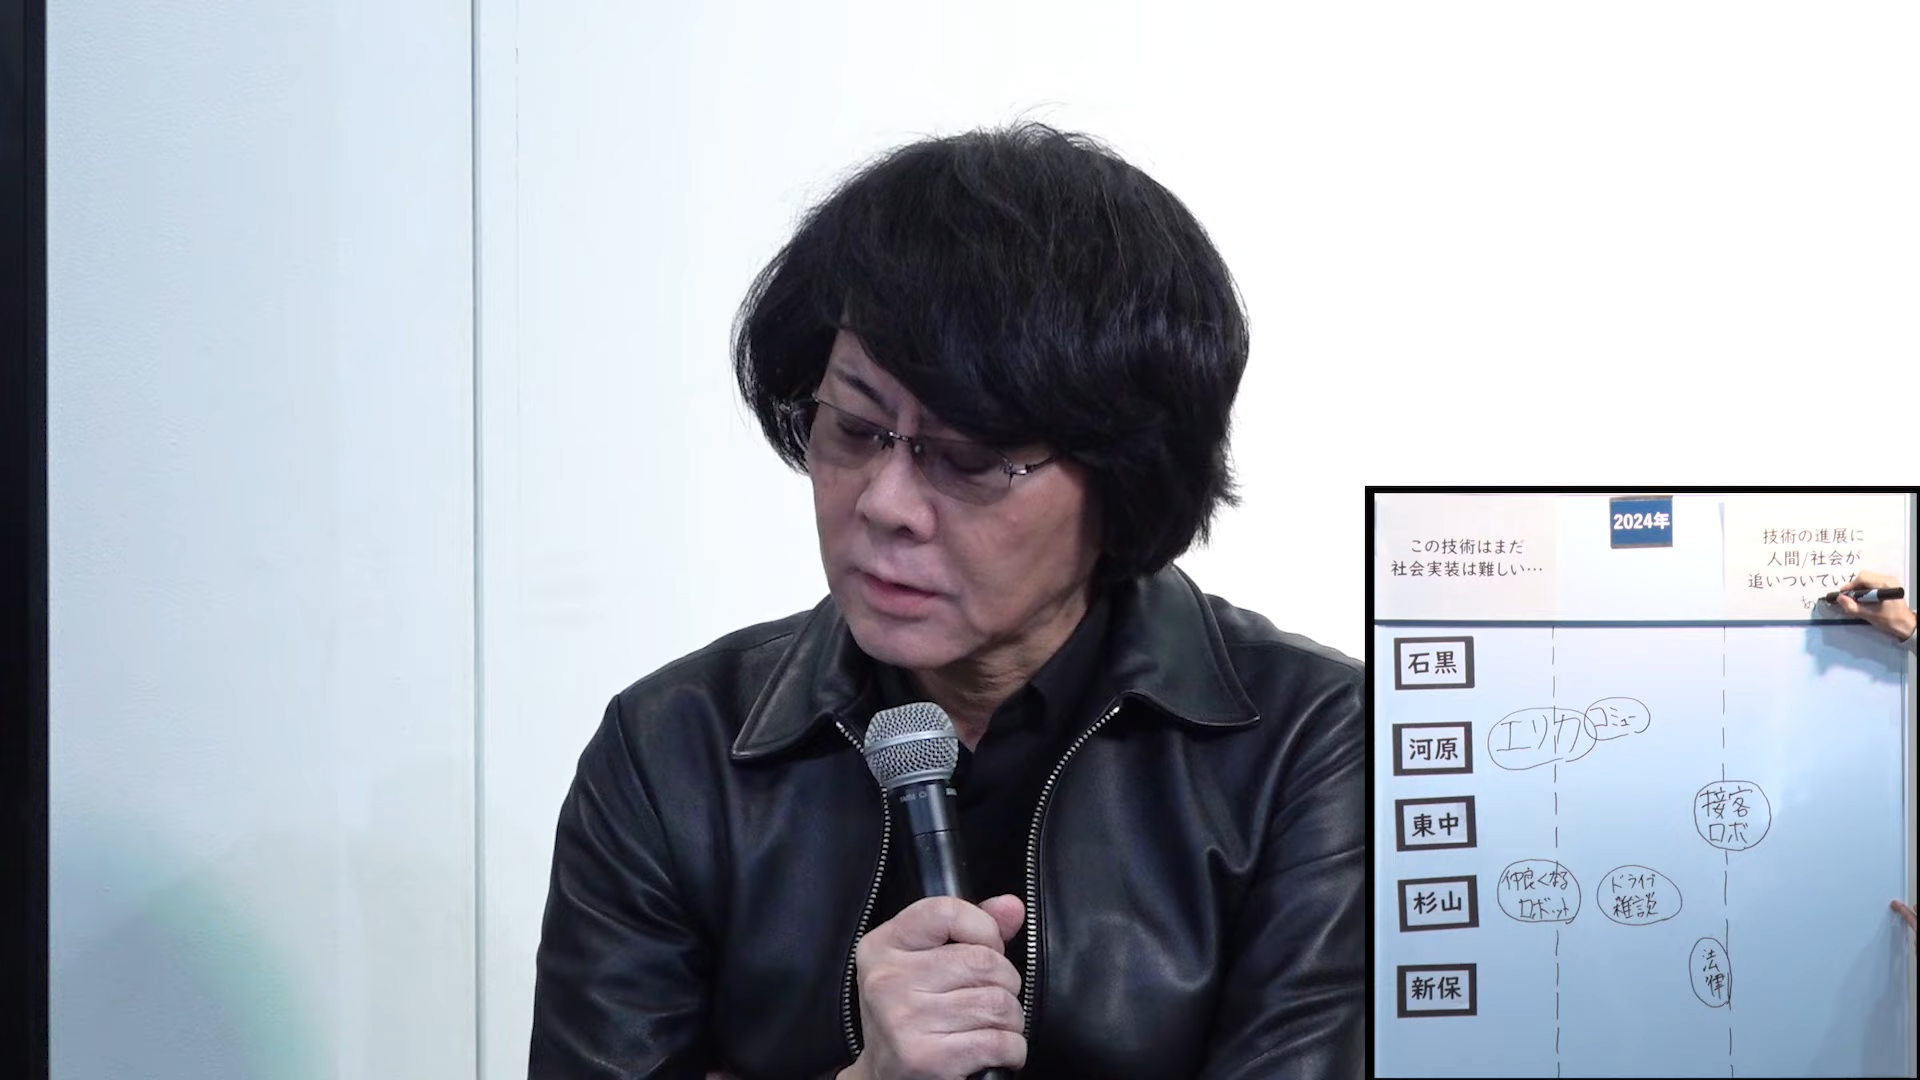 2024年
この技術はまだ
社会実装は難しい…
技術の進展に
人間/社会が
追いついていな
石黒
河原
エリカ
コミュー
東中
接客
ロボ
杉山
仲良くなる
ロボット
ドライブ
雑談
新保
法律